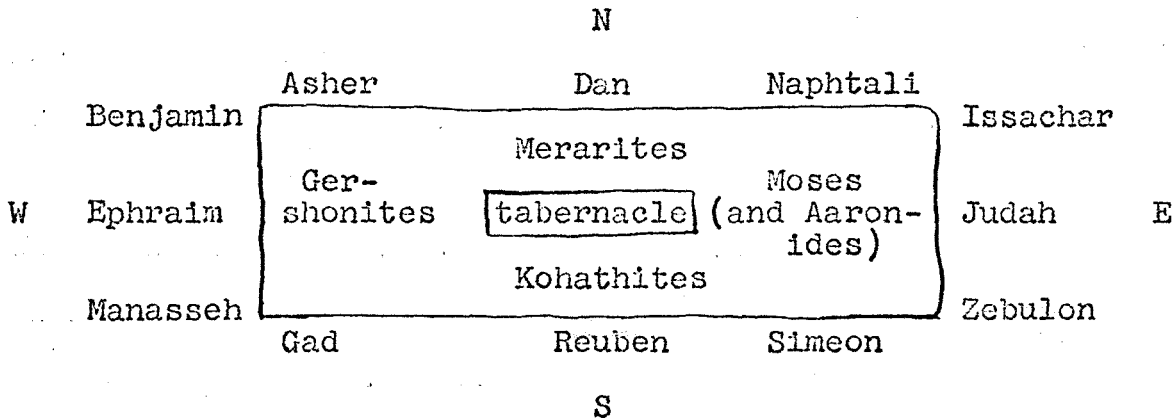 N
Asher Dan Naphtali
Benjamin Issachar
Merarites
Ger- Moses
W Ephraim shonites tabernacle (and Aaron- Judah E
ides)
Kohathites
Manasseh Zebulon
Gad Reuben Simeon
S